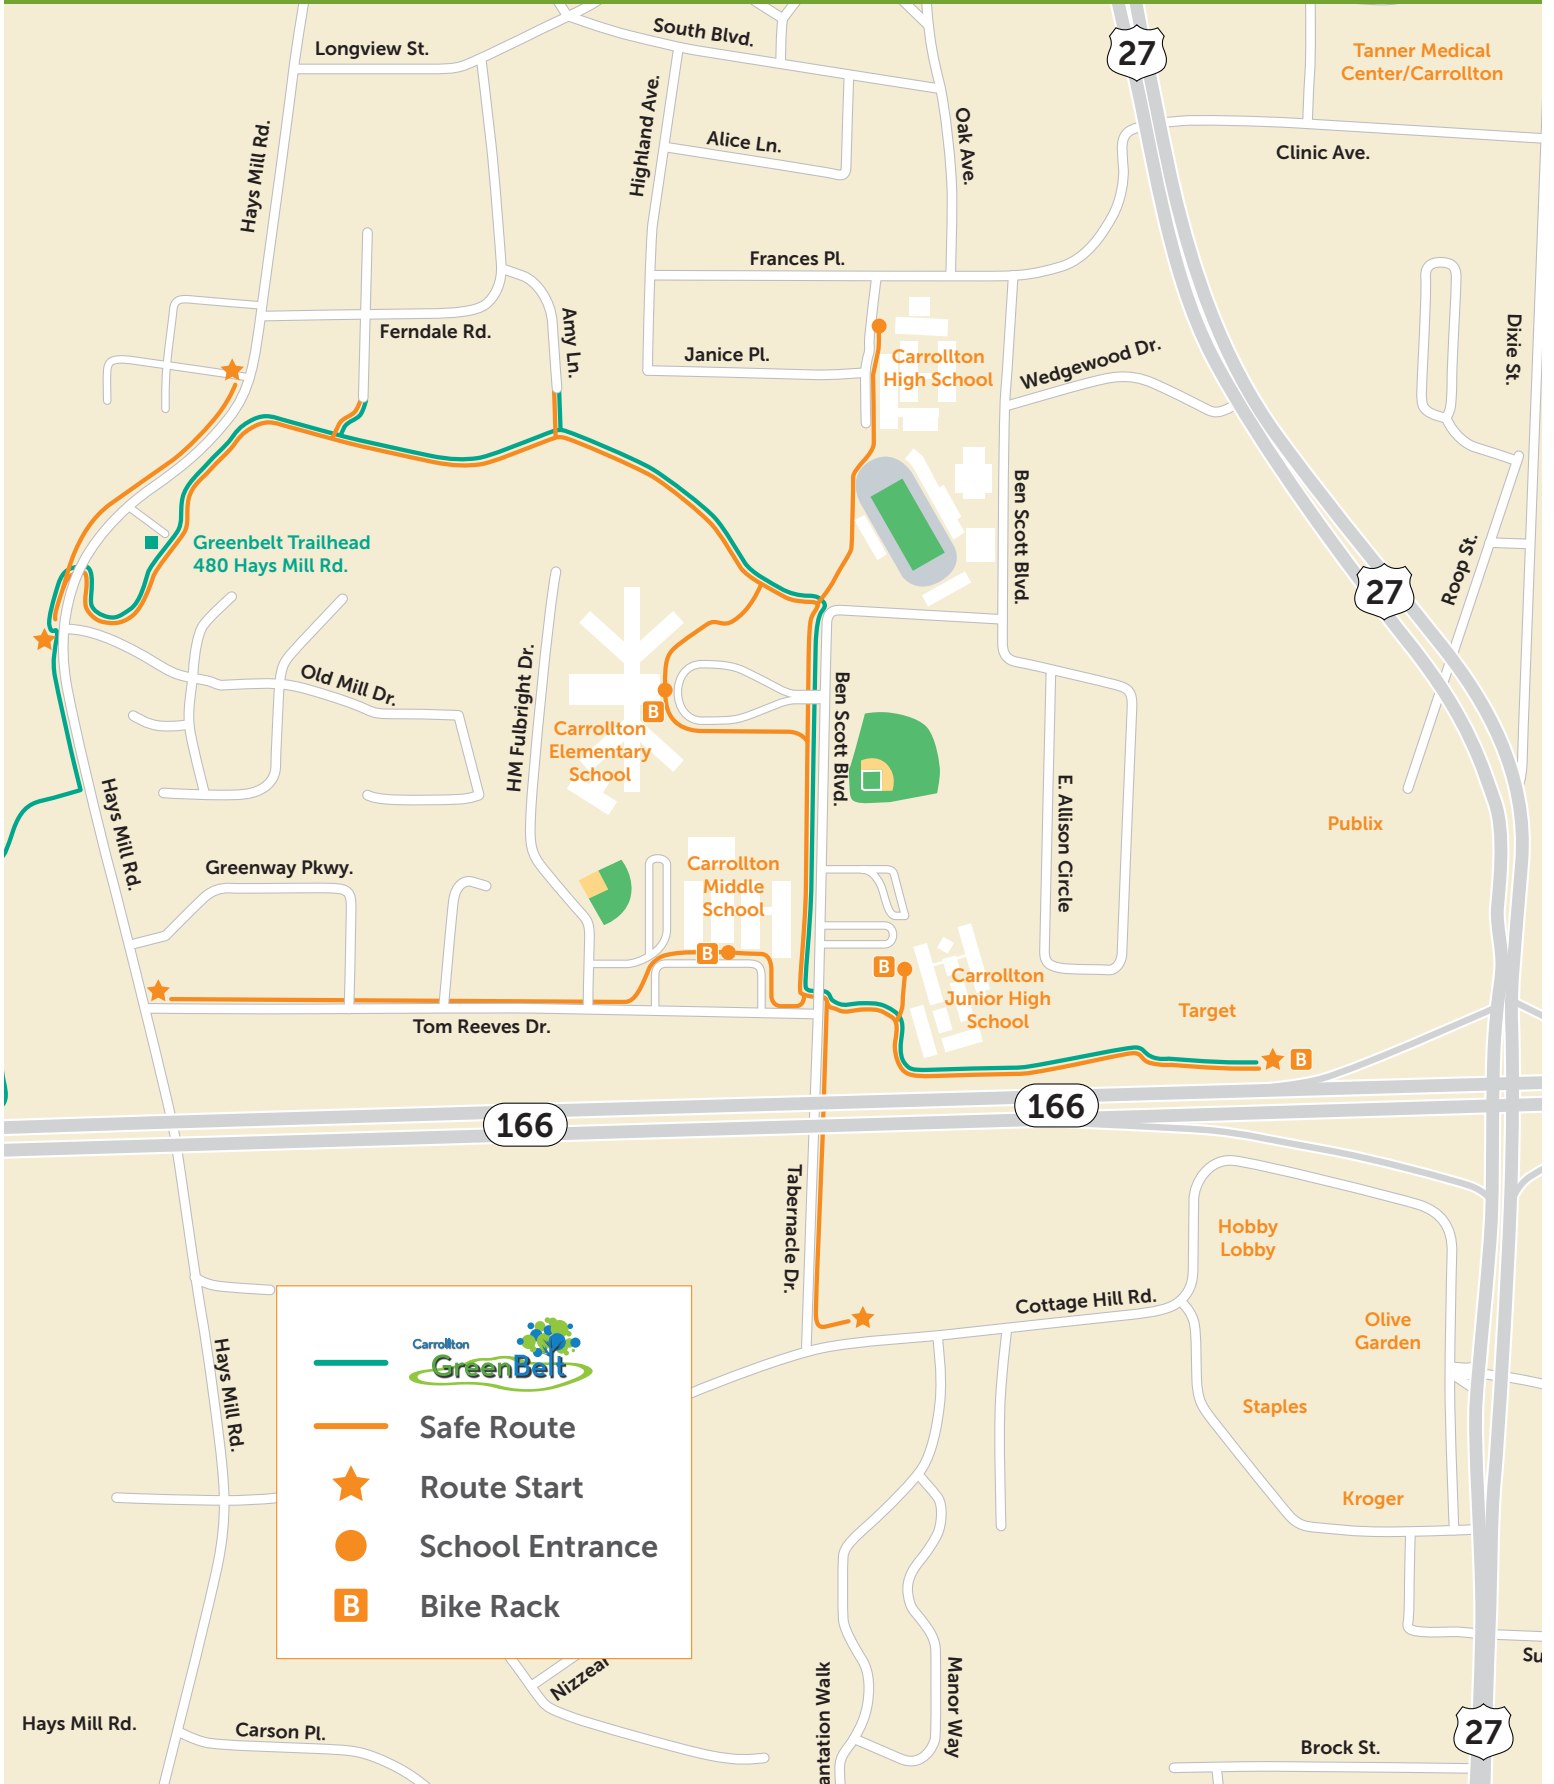 South Blvd.
Longview St.
27
Tanner Medical
Center/Carrollton
Highland Ave.
Alice Ln.
Oak Ave.
Clinic Ave.
Hays Mill Rd.
Frances Pl.
Ferndale Rd.
Amy Ln.
Janice Pl.
Carrollton
High School
Wedgewood Dr.
Dixie St.
Ben Scott Blvd.
Greenbelt Trailhead
480 Hays Mill Rd.
Roop St.
27
Old Mill Dr.
HM Fulbright Dr.
B
Carrollton
Elementary
School
Ben Scott Blvd.
E. Allison Circle
Hays Mill Rd.
Publix
Greenway Pkwy.
Carrollton
Middle
School
B
B
Carrollton
Junior High
School
Target
Tom Reeves Dr.
B
166
166
Tabernacle Dr.
Hobby
Lobby
Cottage Hill Rd.
Olive
Garden
Hays Mill Rd.
Carrollton
GreenBelt
Staples
Safe Route
Route Start
Kroger
School Entrance
B
Bike Rack
Nizzear
antation Walk
Manor Way
Su
Hays Mill Rd.
Carson Pl.
27
Brock St.